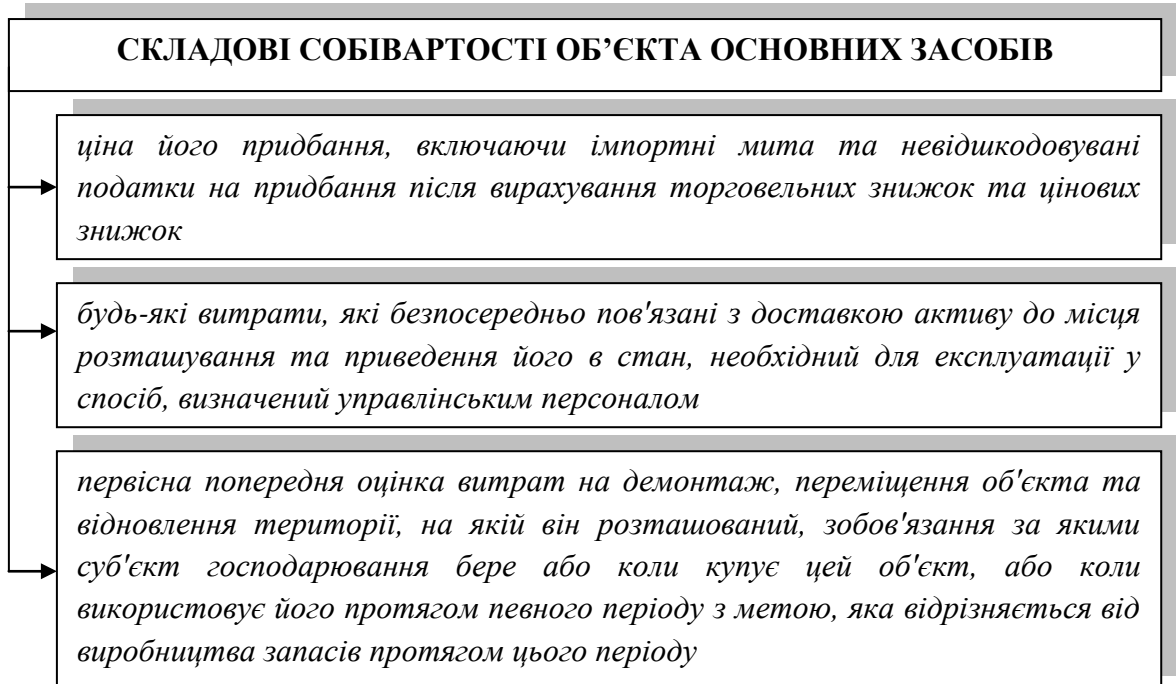 СКЛАДОВІ СОБІВАРТОСТІ ОБ’ЄКТА ОСНОВНИХ ЗАСОБІВ
ціна його придбання, включаючи імпортні мита та невідшкодовувані
податки на придбання після вирахування торговельних знижок та цінових
знижок
будь-які витрати, які безпосередньо пов'язані з доставкою активу до місця
розташування та приведення його в стан, необхідний для експлуатації у
спосіб, визначений управлінським персоналом
первісна попередня оцінка витрат на демонтаж, переміщення об'єкта та
відновлення території, на якій він розташований, зобов'язання за якими
суб'єкт господарювання бере або коли купує цей об'єкт, або коли
використовує його протягом певного періоду з метою, яка відрізняється від
виробництва запасів протягом цього періоду